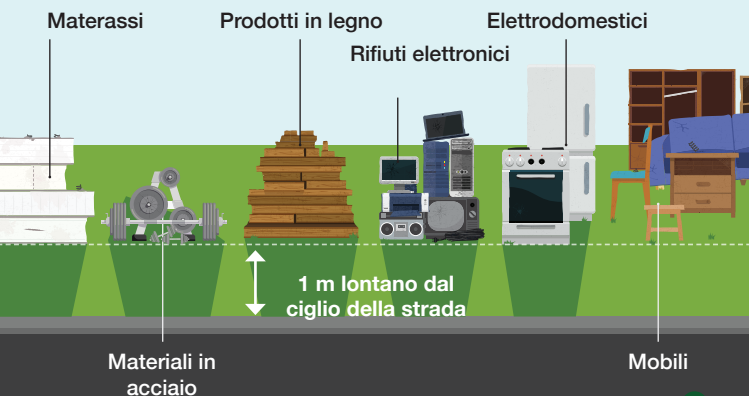 Materassi
Prodotti in legno
Elettrodomestici
Rifiuti elettronici
1 m lontano dal
ciglio della strada
Materiali in
acciaio
Mobili